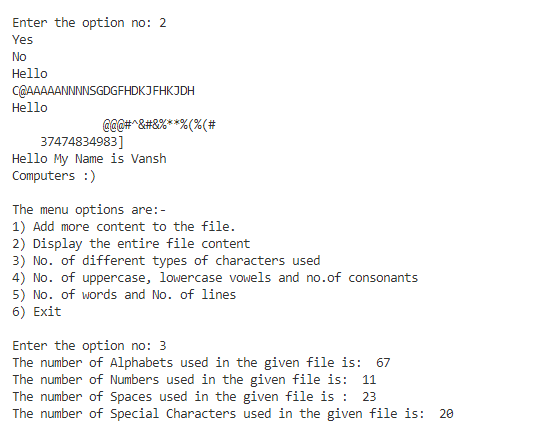 Enter the option no: 2
Yes
No
Hello
C@AAAAANNNNSGDGFHDKJFHKJDH
Hello
@@@#^&#&%**%(%(#
37474834983]
Hello My Name is Vansh
Computers :)
The menu options are:-
1) Add more content to the file.
2) Display the entire file content
3) No. of different types of characters used
4) No. of uppercase, lowercase vowels and no.of consonants
5) No. of words and No. of lines
6) Exit
Enter the option no: 3
The number of Alphabets used in the given file is:  67
The number of Numbers used in the given file is:  11
The number of Spaces used in the given file is :  23
The number of Special Characters used in the given file is:  20